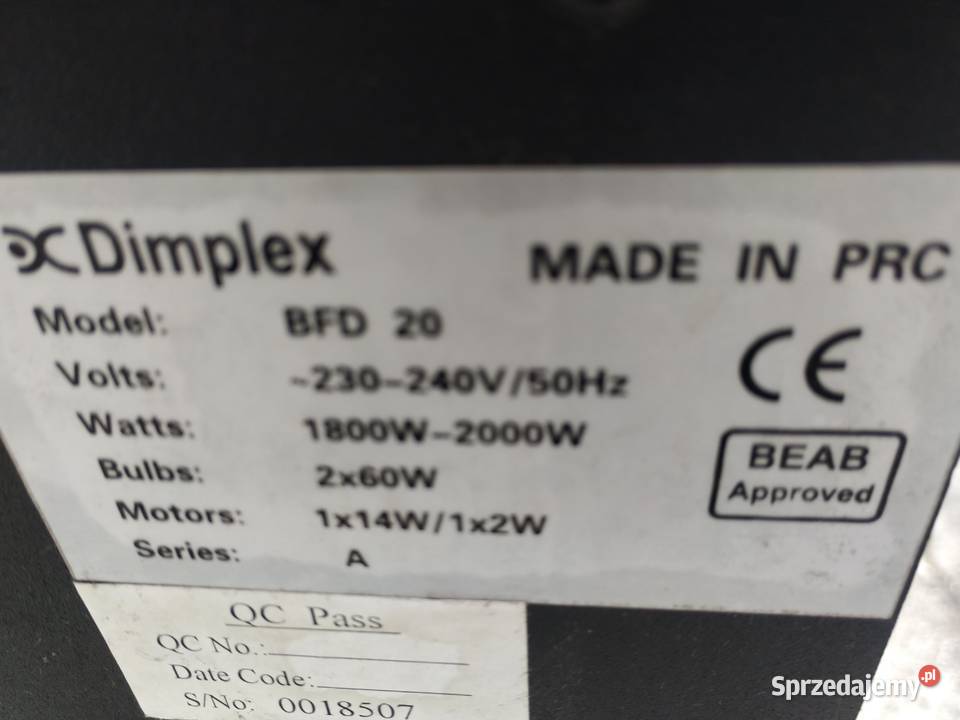 Dimplex MADE IN PRC
Model: BFD 20
Volts: ~230-240V/50Hz
CE
Watts: 1800W-2000W
BEAB
Approved
Bulbs: 2x60W
Motors: 1x14W/1x2W
Series: A
QC Pass
QC No.:
Date Code:
S/No: 0018507
Sprzedajemy.pl